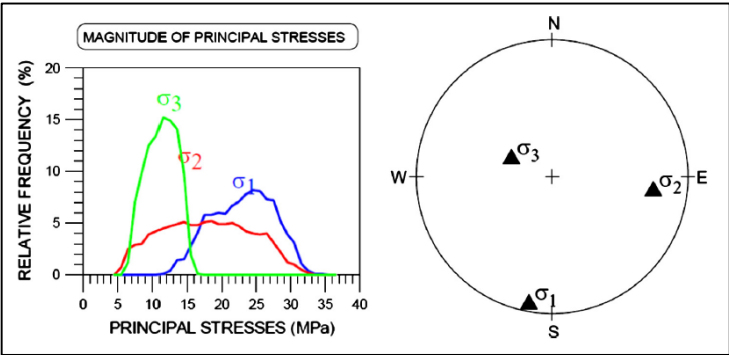 MAGNITUDE OF PRINCIPAL STRESSES
RELATIVE FREQUENCY (%)
20
15
10
5
0
σ3
σ2
σ1
0 5 10 15 20 25 30 35 40
PRINCIPAL STRESSES (MPa)
N
W
E
S
σ3
σ2
σ1